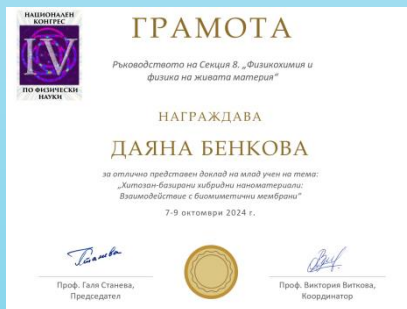 НАЦИОНАЛЕН
КОНГРЕС
IV
ПО ФИЗИЧЕСКИ
НАУКИ
ГРАМОТА
Ръководството на Секция 8. „Физикохимия и
физика на живата материя“
НАГРАЖДАВА
ДАЯНА БЕНКОВА
за отлично представен доклад на млад учен на тема:
„Хитозан-базирани хибридни наноматериали:
Взаимодействие с биомиметични мембрани“
7-9 октомври 2024 г.
Проф. Галя Станева,
Председател
Проф. Виктория Виткова,
Координатор